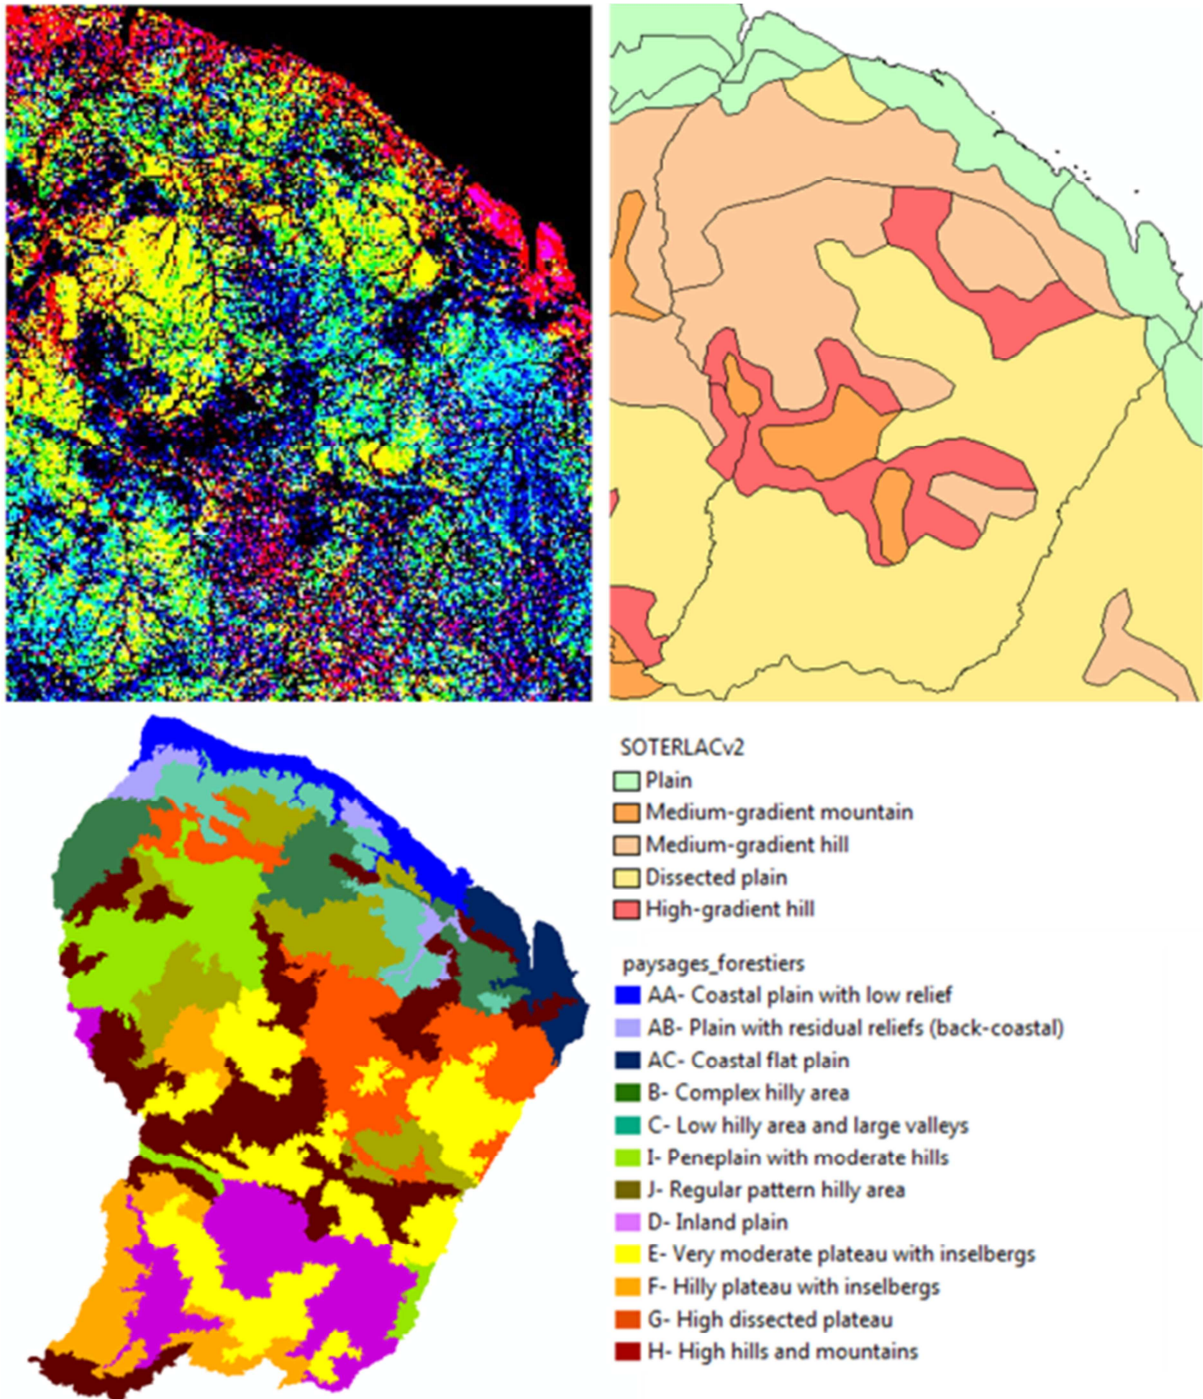 SOTERLACv2
Plain
Medium-gradient mountain
Medium-gradient hill
Dissected plain
High-gradient hill
paysages_forestiers
AA- Coastal plain with low relief
AB- Plain with residual reliefs (back-coastal)
AC- Coastal flat plain
B- Complex hilly area
C- Low hilly area and large valleys
I- Peneplain with moderate hills
J- Regular pattern hilly area
D- Inland plain
E- Very moderate plateau with inselbergs
F- Hilly plateau with inselbergs
G- High dissected plateau
H- High hills and mountains